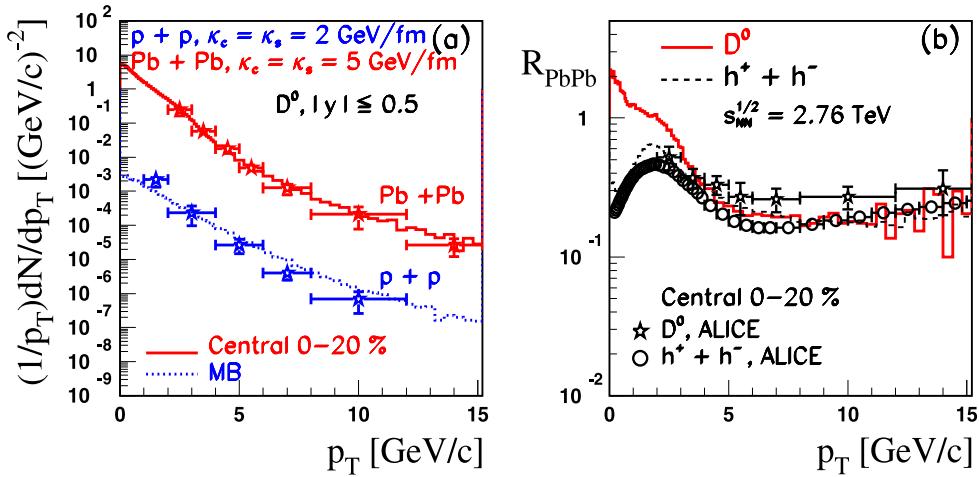 (a)
p + p, κc = κs = 2 GeV/fm
Pb + Pb, κc = κs = 5 GeV/fm
D⁰, | y | ≦ 0.5
Pb +Pb
p + p
Central 0–20 %
MB
(1/pT)dN/dpT [(GeV/c)⁻²]
10²
10
1
10⁻¹
10⁻²
10⁻³
10⁻⁴
10⁻⁵
10⁻⁶
10⁻⁷
10⁻⁸
10⁻⁹
10
0
5
10
15
pT [GeV/c]
(b)
D⁰
h⁺ + h⁻
sNN^1/2 = 2.76 TeV
RPbPb
1
10⁻¹
10⁻²
Central 0–20 %
D⁰, ALICE
h⁺ + h⁻, ALICE
0
5
10
15
pT [GeV/c]